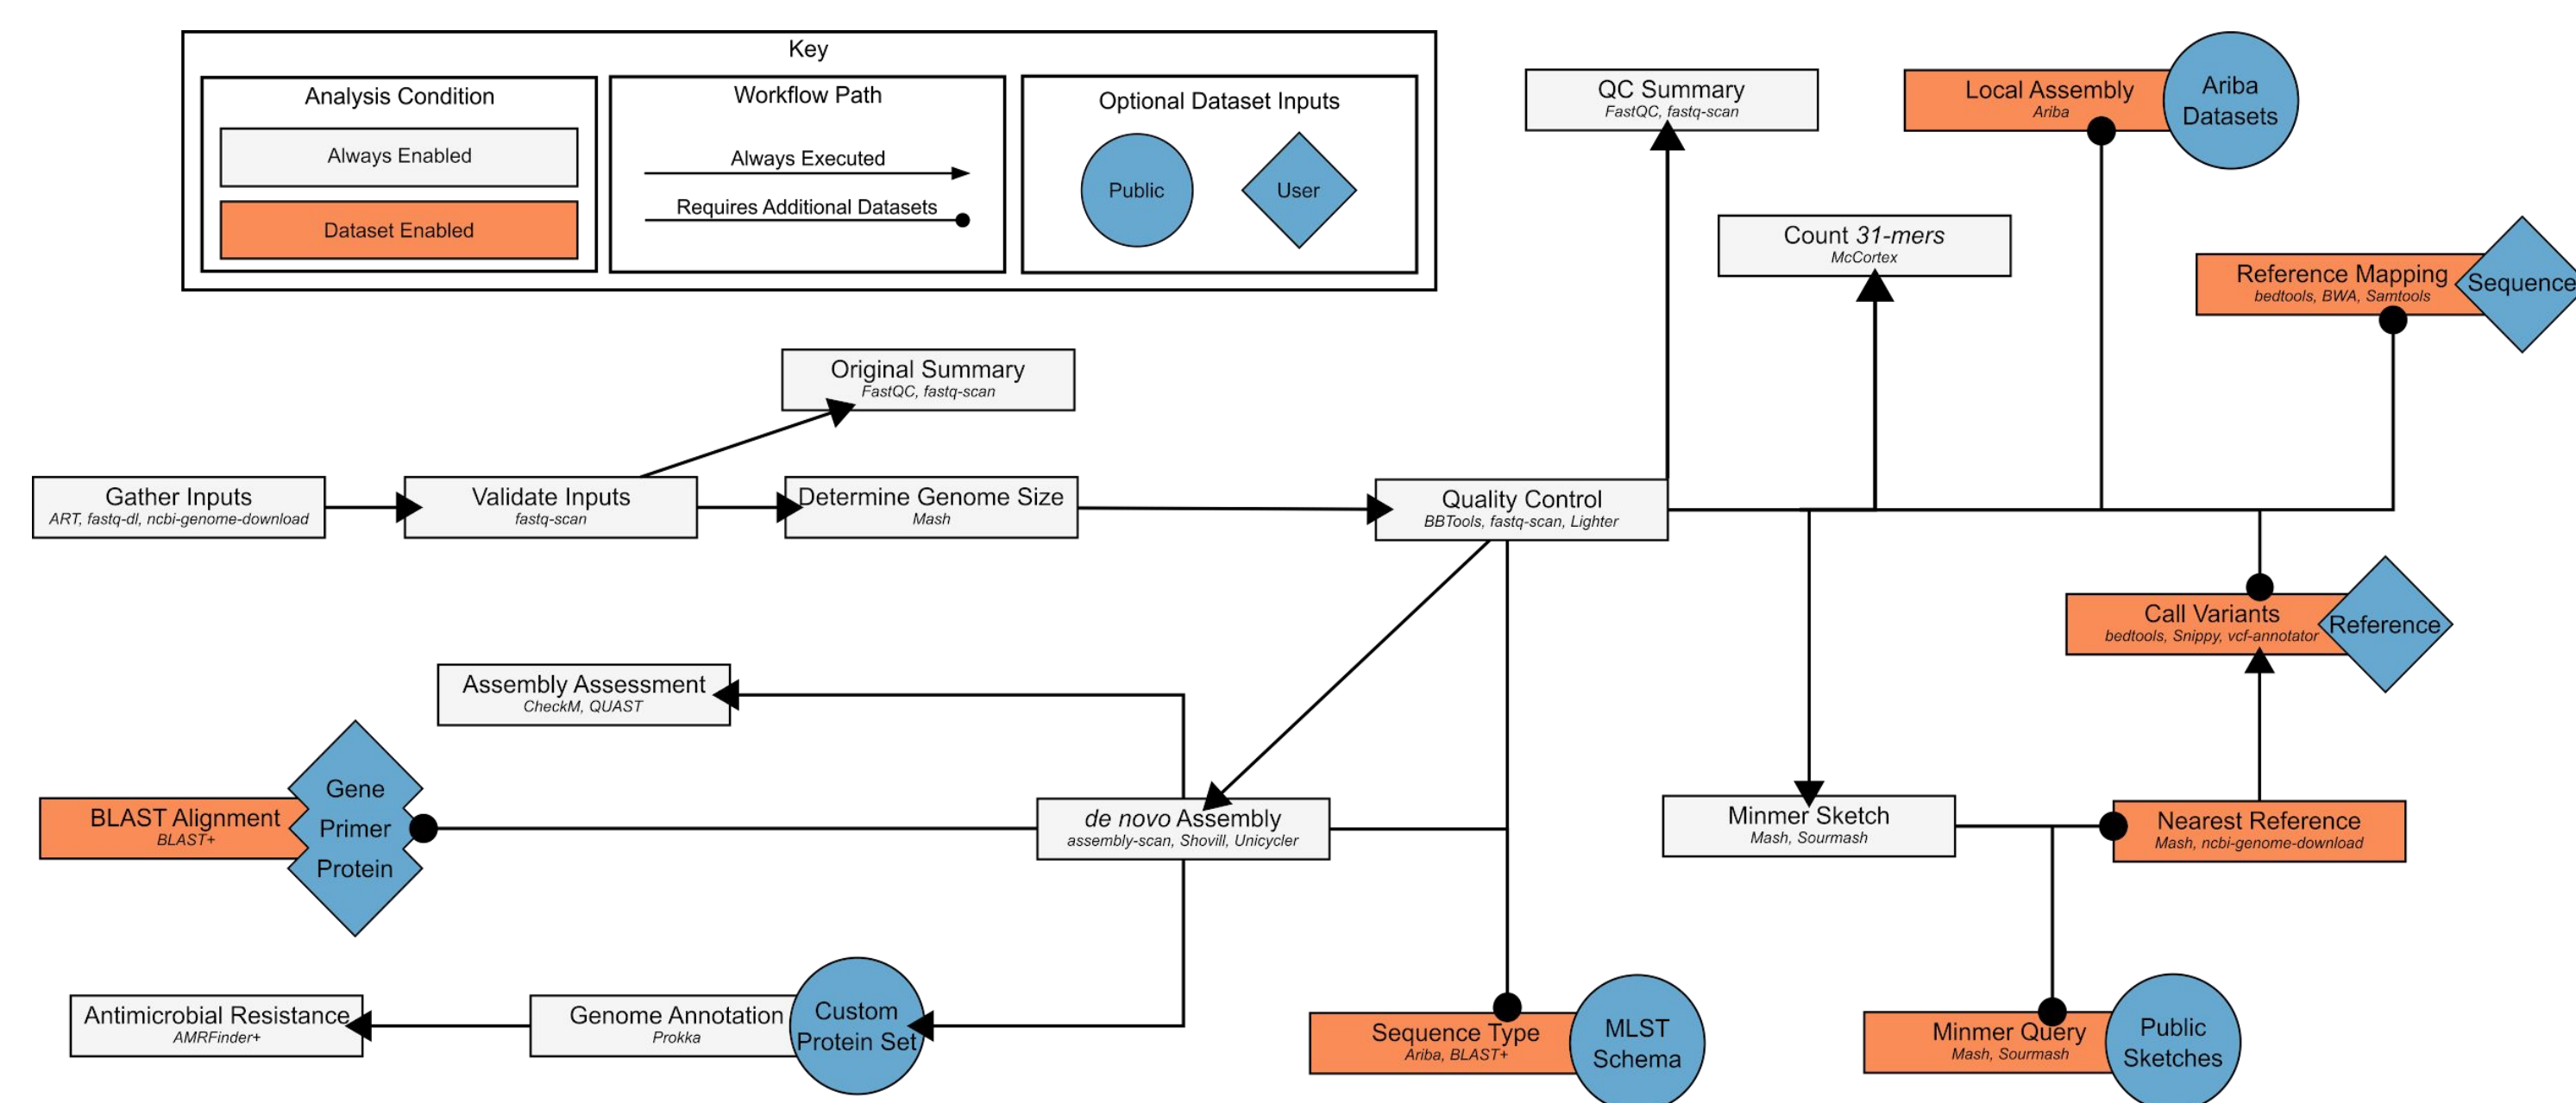 Key
Analysis Condition
Always Enabled
Dataset Enabled
Workflow Path
Always Executed
Requires Additional Datasets
Optional Dataset Inputs
Public
User
QC Summary
FastQC, fastq-scan
Local Assembly
Ariba
Ariba
Datasets
Count 31-mers
McCortex
Reference Mapping
bedtools, BWA, Samtools
Sequence
Original Summary
FastQC, fastq-scan
Gather Inputs
ART, fastq-dl, ncbi-genome-download
Validate Inputs
fastq-scan
Determine Genome Size
Mash
Quality Control
BBTools, fastq-scan, Lighter
Call Variants
bedtools, Snippy, vcf-annotator
Reference
Assembly Assessment
CheckM, QUAST
BLAST Alignment
BLAST+
Gene
Primer
Protein
de novo Assembly
assembly-scan, Shovill, Unicycler
Minmer Sketch
Mash, Sourmash
Nearest Reference
Mash, ncbi-genome-download
Antimicrobial Resistance
AMRFinder+
Genome Annotation
Prokka
Custom
Protein Set
Sequence Type
Ariba, BLAST+
MLST
Schema
Minmer Query
Mash, Sourmash
Public
Sketches